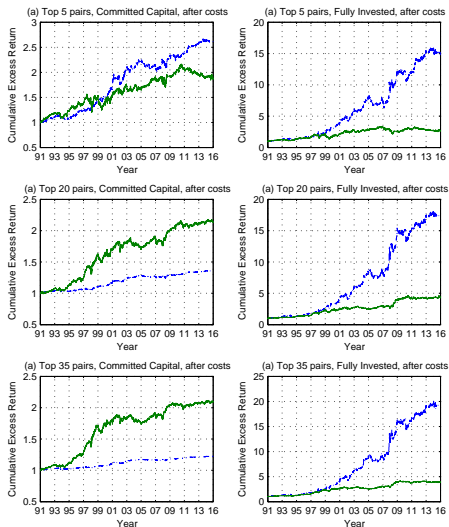 (a) Top 5 pairs, Committed Capital, after costs
Cumulative Excess Return
3
2.5
2
1.5
1
0.5
91 93 95 97 99 01 03 05 07 09 11 13 16
Year
(a) Top 5 pairs, Fully Invested, after costs
Cumulative Excess Return
20
15
10
5
0
91 93 95 97 99 01 03 05 07 09 11 13 16
Year
(a) Top 20 pairs, Committed Capital, after costs
Cumulative Excess Return
2.5
2
1.5
1
0.5
91 93 95 97 99 01 03 05 07 09 11 13 16
Year
(a) Top 20 pairs, Fully Invested, after costs
Cumulative Excess Return
20
15
10
5
0
91 93 95 97 99 01 03 05 07 09 11 13 16
Year
(a) Top 35 pairs, Committed Capital, after costs
Cumulative Excess Return
2.5
2
1.5
1
0.5
91 93 95 97 99 01 03 05 07 09 11 13 16
Year
(a) Top 35 pairs, Fully Invested, after costs
Cumulative Excess Return
25
20
15
10
5
0
91 93 95 97 99 01 03 05 07 09 11 13 16
Year